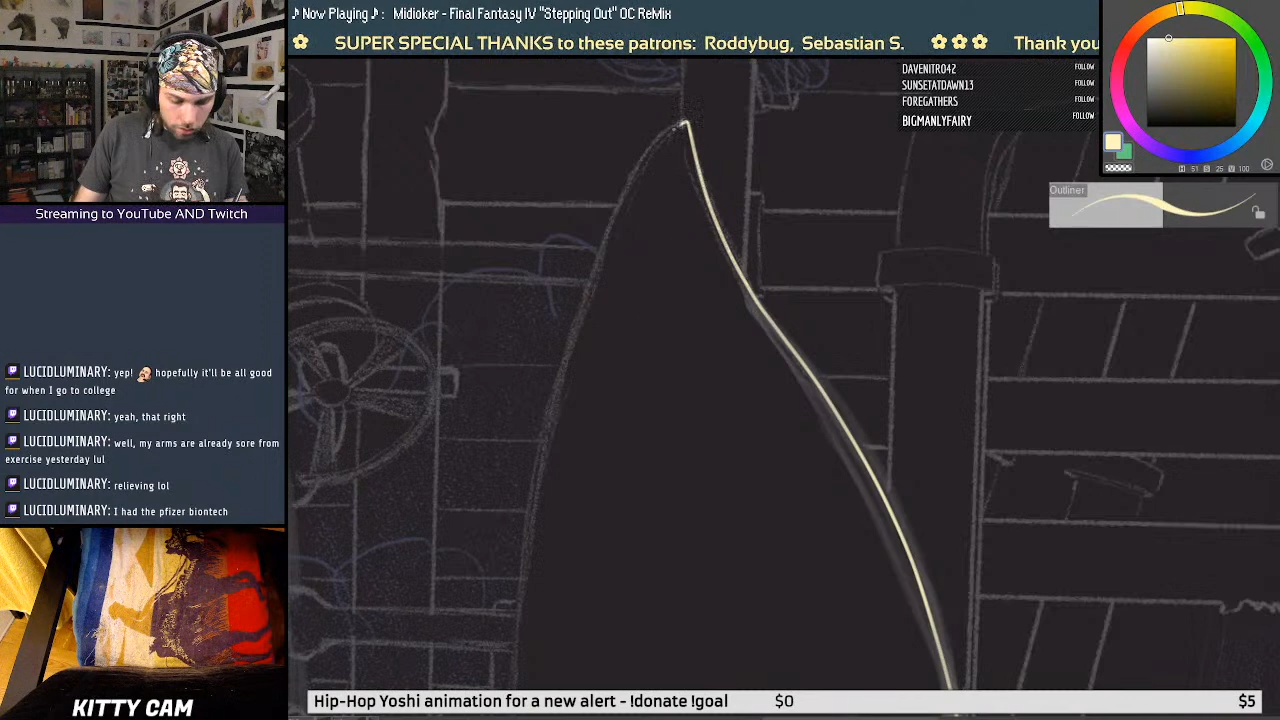 ♪ Now Playing ♪ : Midioker - Final Fantasy IV "Stepping Out" OC ReMix
SUPER SPECIAL THANKS to these patrons: Roddybug, Sebastian S. Thank you
DAVENITRO42 FOLLOW
SUNSETATDAWN13 FOLLOW
FOREGATHERS FOLLOW
BIGMANLYFAIRY FOLLOW
H 51 S 25 V 100
Outliner
Streaming to YouTube AND Twitch
LUCIDLUMINARY: yep! hopefully it'll be all good
for when I go to college
LUCIDLUMINARY: yeah, that right
LUCIDLUMINARY: well, my arms are already sore from
exercise yesterday lul
LUCIDLUMINARY: relieving lol
LUCIDLUMINARY: I had the pfizer biontech
KITTY CAM
Hip-Hop Yoshi animation for a new alert - !donate !goal $0 $5